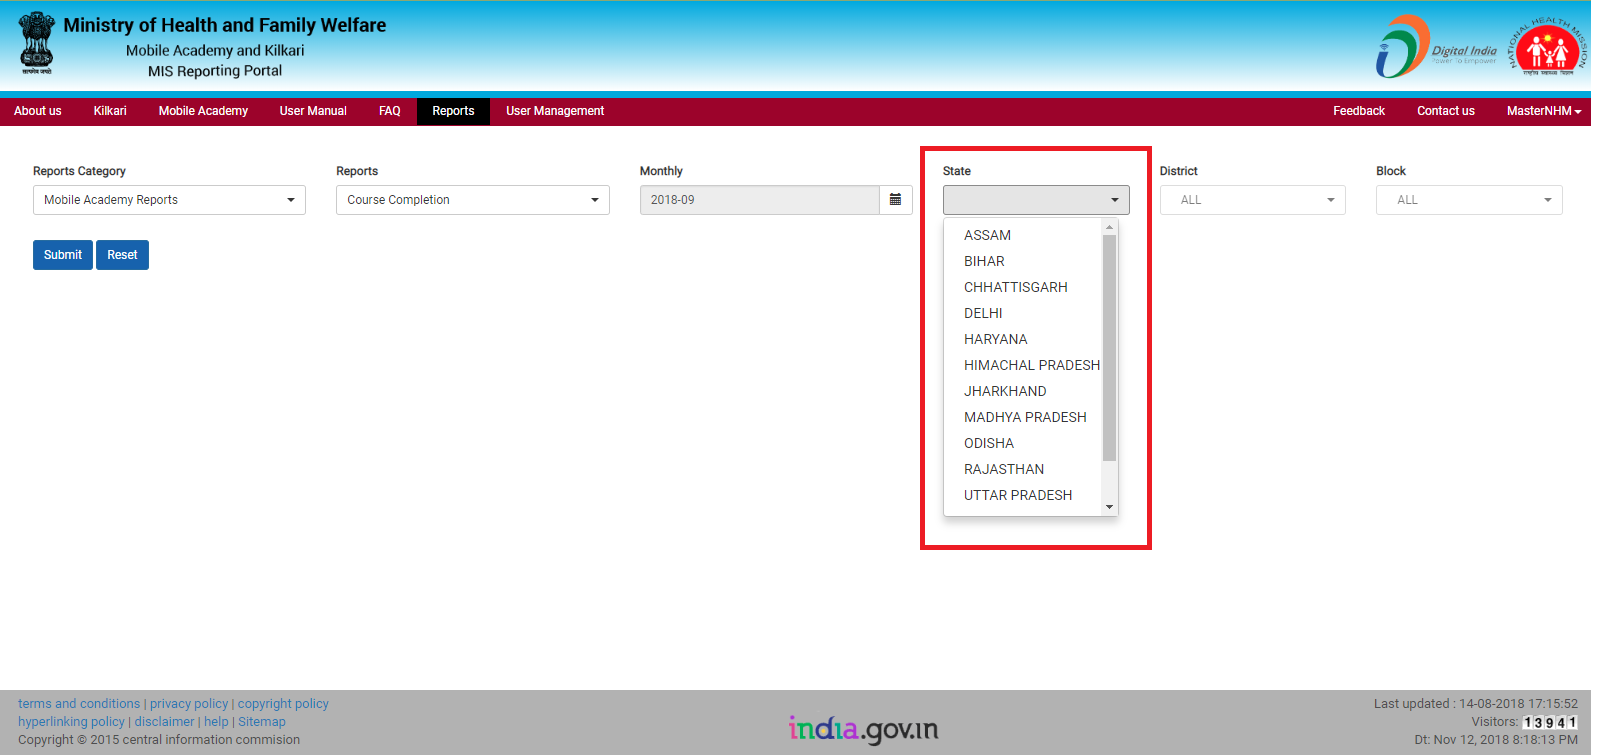 Ministry of Health and Family Welfare
Mobile Academy and Kilkari
MIS Reporting Portal
सत्यमेव जयते
Digital India
Power To Empower
NATIONAL HEALTH MISSION
राष्ट्रीय स्वास्थ्य मिशन
About us Kilkari Mobile Academy User Manual FAQ Reports User Management Feedback Contact us MasterNHM
Reports Category Reports Monthly State District Block
Mobile Academy Reports Course Completion 2018-09 ALL ALL
Submit Reset
ASSAM
BIHAR
CHHATTISGARH
DELHI
HARYANA
HIMACHAL PRADESH
JHARKHAND
MADHYA PRADESH
ODISHA
RAJASTHAN
UTTAR PRADESH
terms and conditions | privacy policy | copyright policy
hyperlinking policy | disclaimer | help | Sitemap
Copyright © 2015 central information commision
india.gov.in
Last updated : 14-08-2018 17:15:52
Visitors: 13941
Dt: Nov 12, 2018 8:18:13 PM